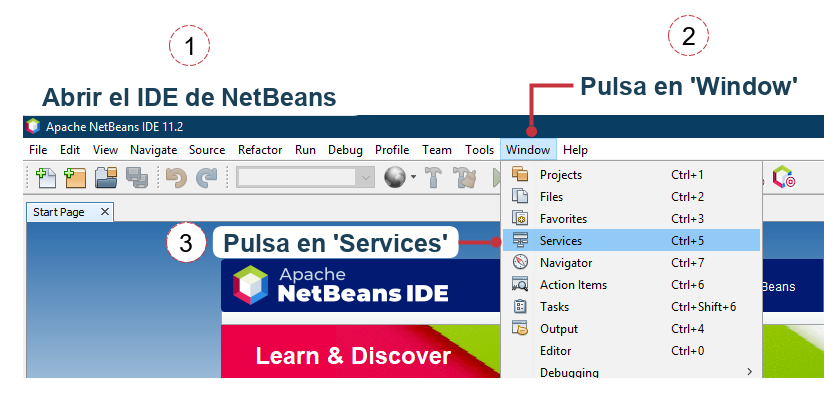 1
2
Abrir el IDE de NetBeans
Pulsa en 'Window'
Apache NetBeans IDE 11.2
File Edit View Navigate Source Refactor Run Debug Profile Team Tools Window Help
Projects Ctrl+1
Files Ctrl+2
Start Page X
Favorites Ctrl+3
3 Pulsa en 'Services'
Services Ctrl+5
Navigator Ctrl+7
Apache
NetBeans IDE
Action Items Ctrl+6
Beans
Tasks Ctrl+Shift+6
Output Ctrl+4
Learn & Discover
Editor Ctrl+0
Debugging